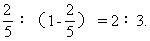 2/5： （1-2/5） =2：3.